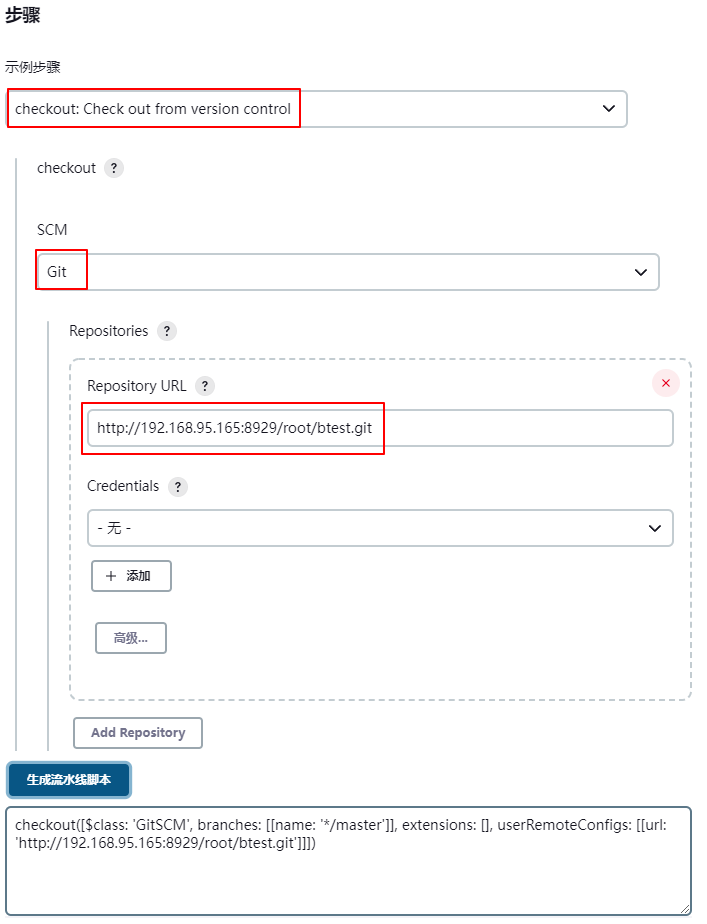 步骤
示例步骤
checkout: Check out from version control
checkout ?
SCM
Git
Repositories ?
Repository URL ?
http://192.168.95.165:8929/root/btest.git
Credentials ?
- 无 -
+ 添加
高级...
Add Repository
生成流水线脚本
checkout([$class: 'GitSCM', branches: [[name: '*/master']], extensions: [], userRemoteConfigs: [[url:
'http://192.168.95.165:8929/root/btest.git']]])